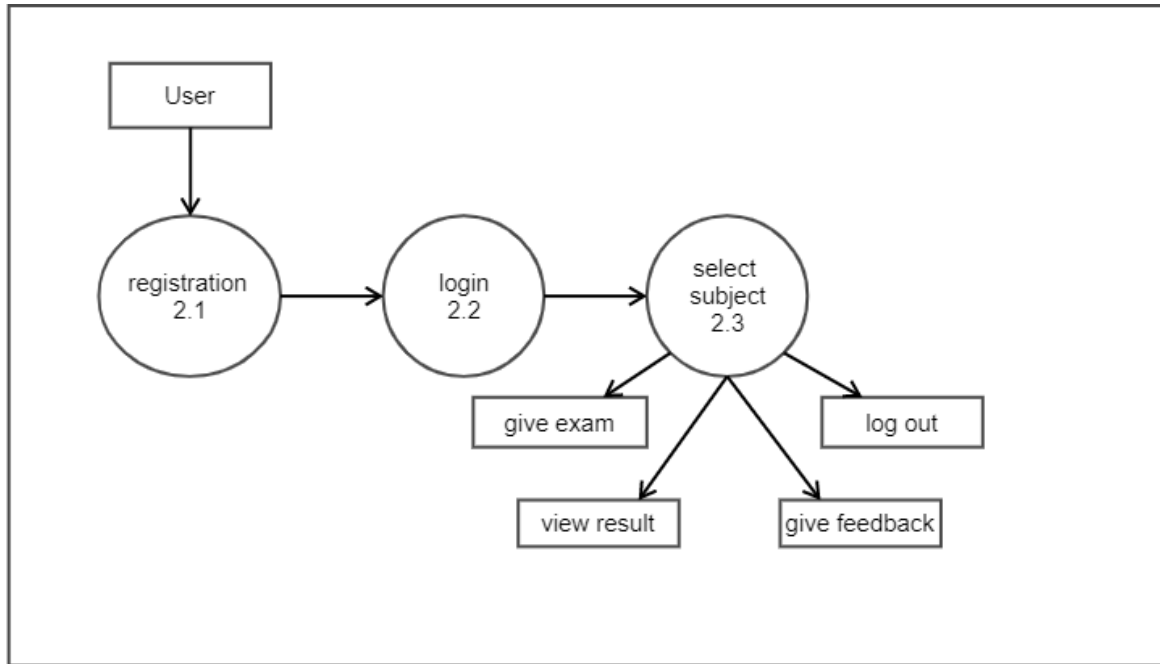 User
registration
2.1
login
2.2
select
subject
2.3
give exam
log out
view result
give feedback